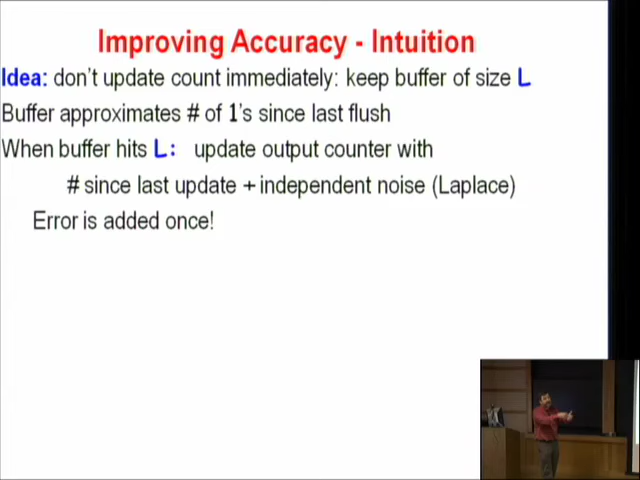 Improving Accuracy - Intuition
Idea: don't update count immediately: keep buffer of size L
Buffer approximates # of 1's since last flush
When buffer hits L: update output counter with
# since last update + independent noise (Laplace)
Error is added once!